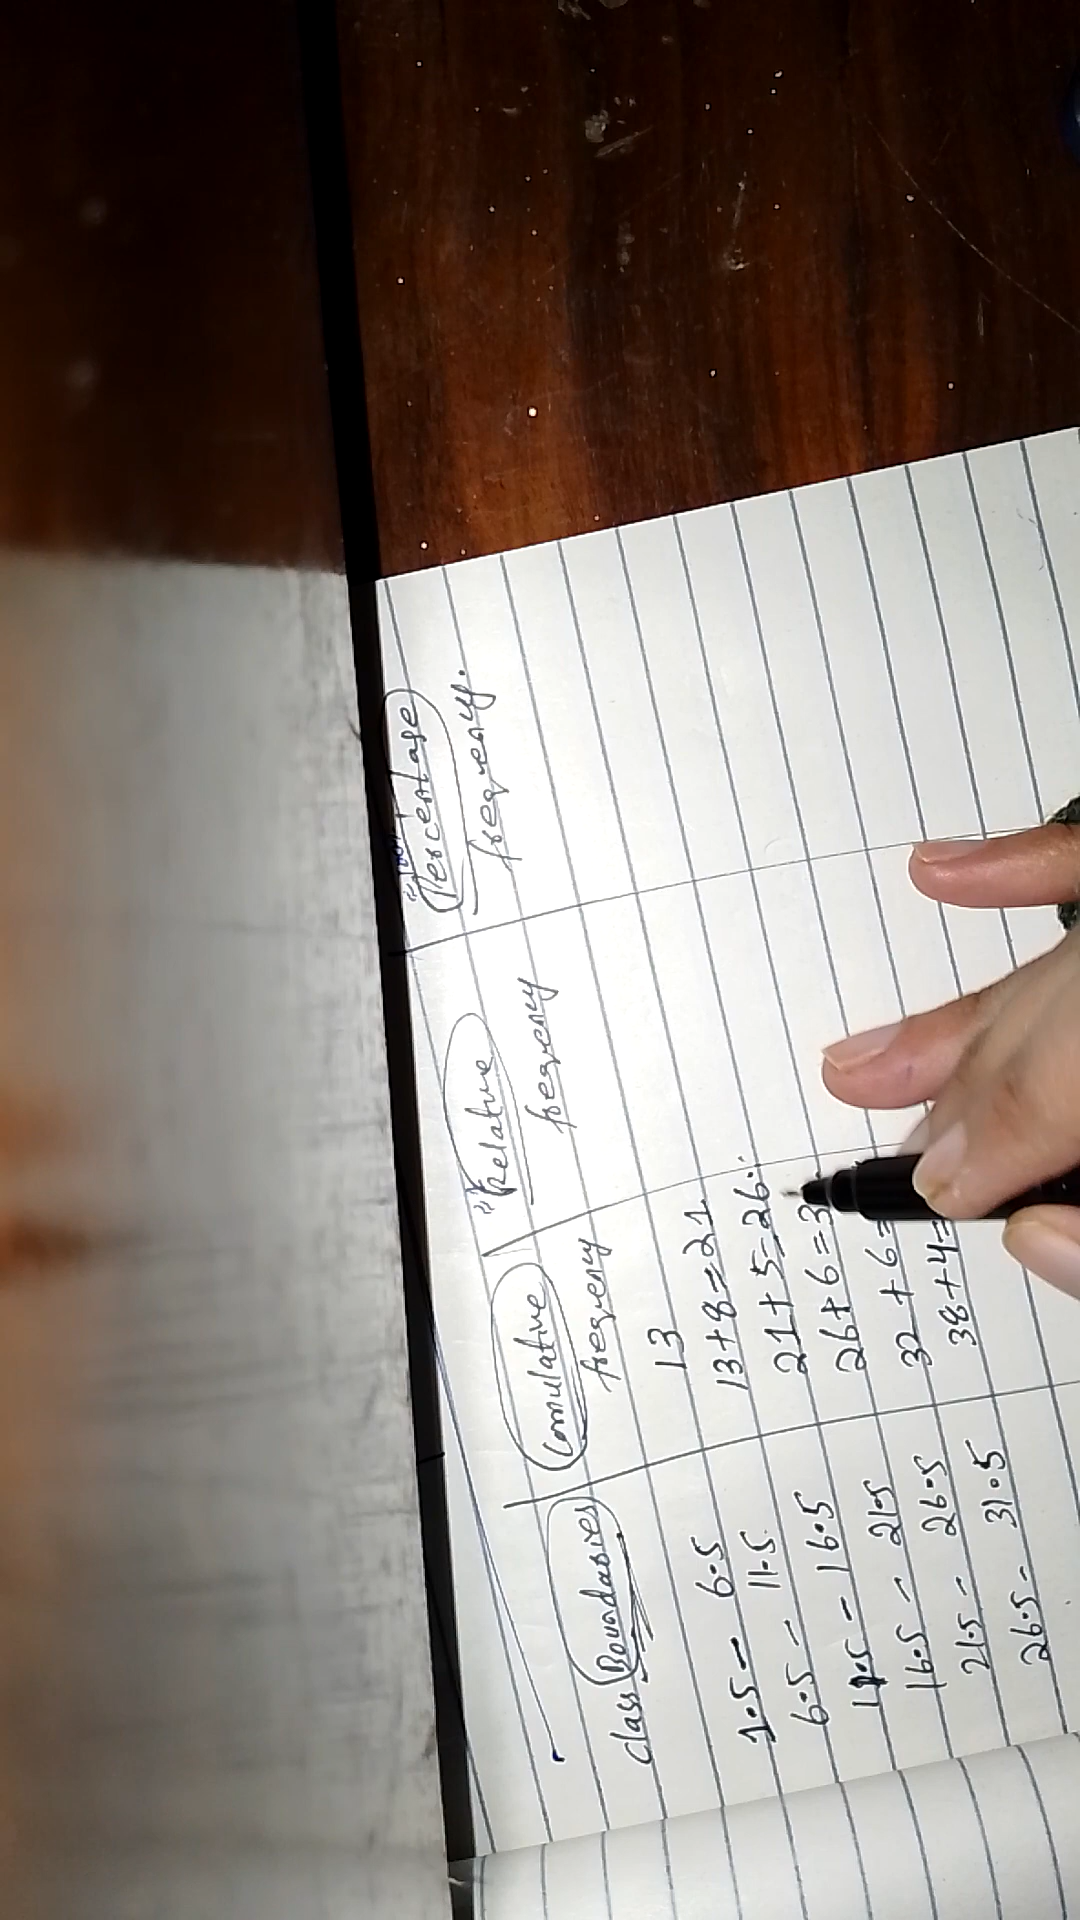 Class Boundaries Comulative frequency "Relative frequency Percentage frequency.
1.5 - 6.5 13
6.5 - 11.5 13+8=21
11.5 - 16.5 21+5=26.
16.5 - 21.5 26+6=3
21.5 - 26.5 32+6=
26.5 - 31.5 38+4=